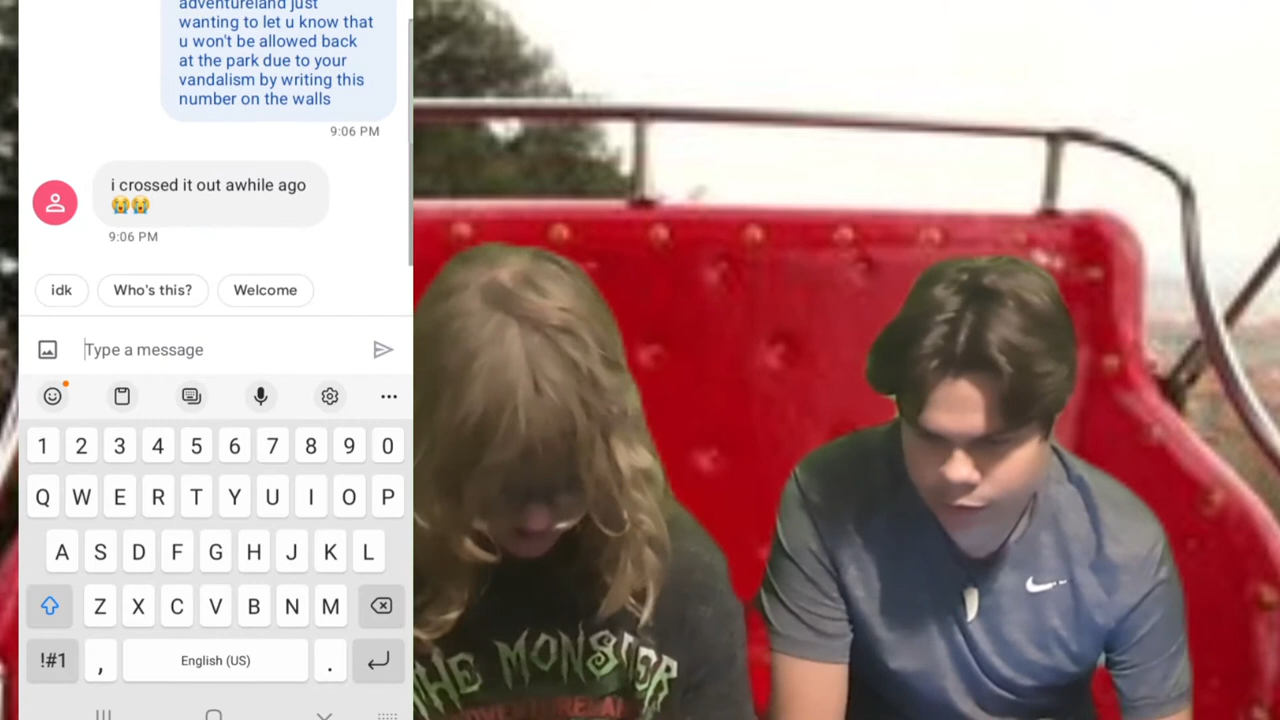 adventureland just
wanting to let u know that
u won't be allowed back
at the park due to your
vandalism by writing this
number on the walls
9:06 PM
i crossed it out awhile ago
😭😭
9:06 PM
idk
Who's this?
Welcome
Type a message
1 2 3 4 5 6 7 8 9 0
Q W E R T Y U I O P
A S D F G H J K L
Z X C V B N M
!#1 , English (US) .
THE MONSTER